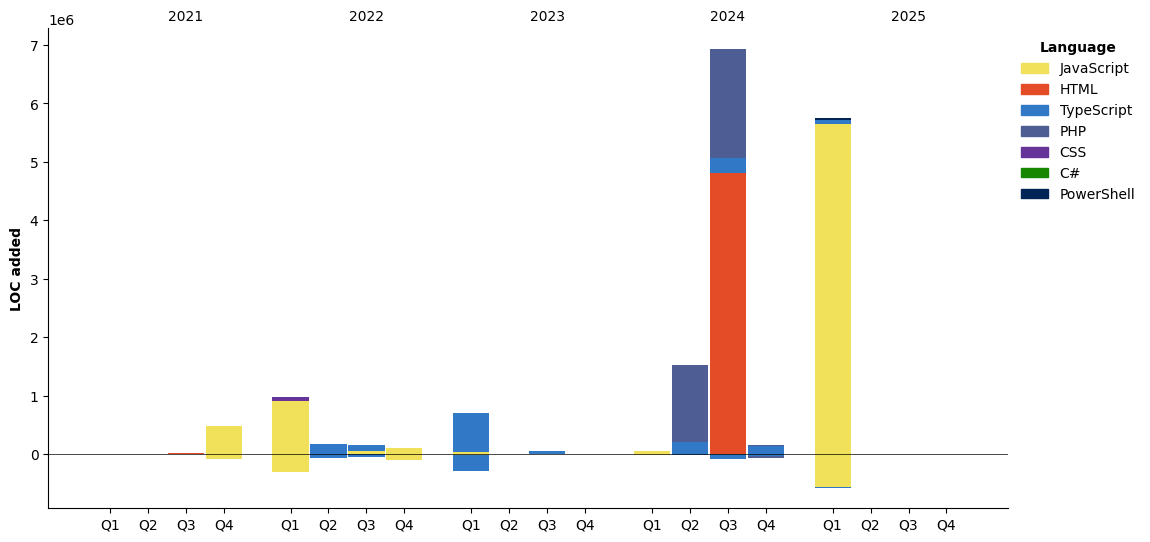 1e6
2021 2022 2023 2024 2025
7
6
5
4
3
2
1
0
LOC added
Q1 Q2 Q3 Q4 Q1 Q2 Q3 Q4 Q1 Q2 Q3 Q4 Q1 Q2 Q3 Q4 Q1 Q2 Q3 Q4
Language
JavaScript
HTML
TypeScript
PHP
CSS
C#
PowerShell